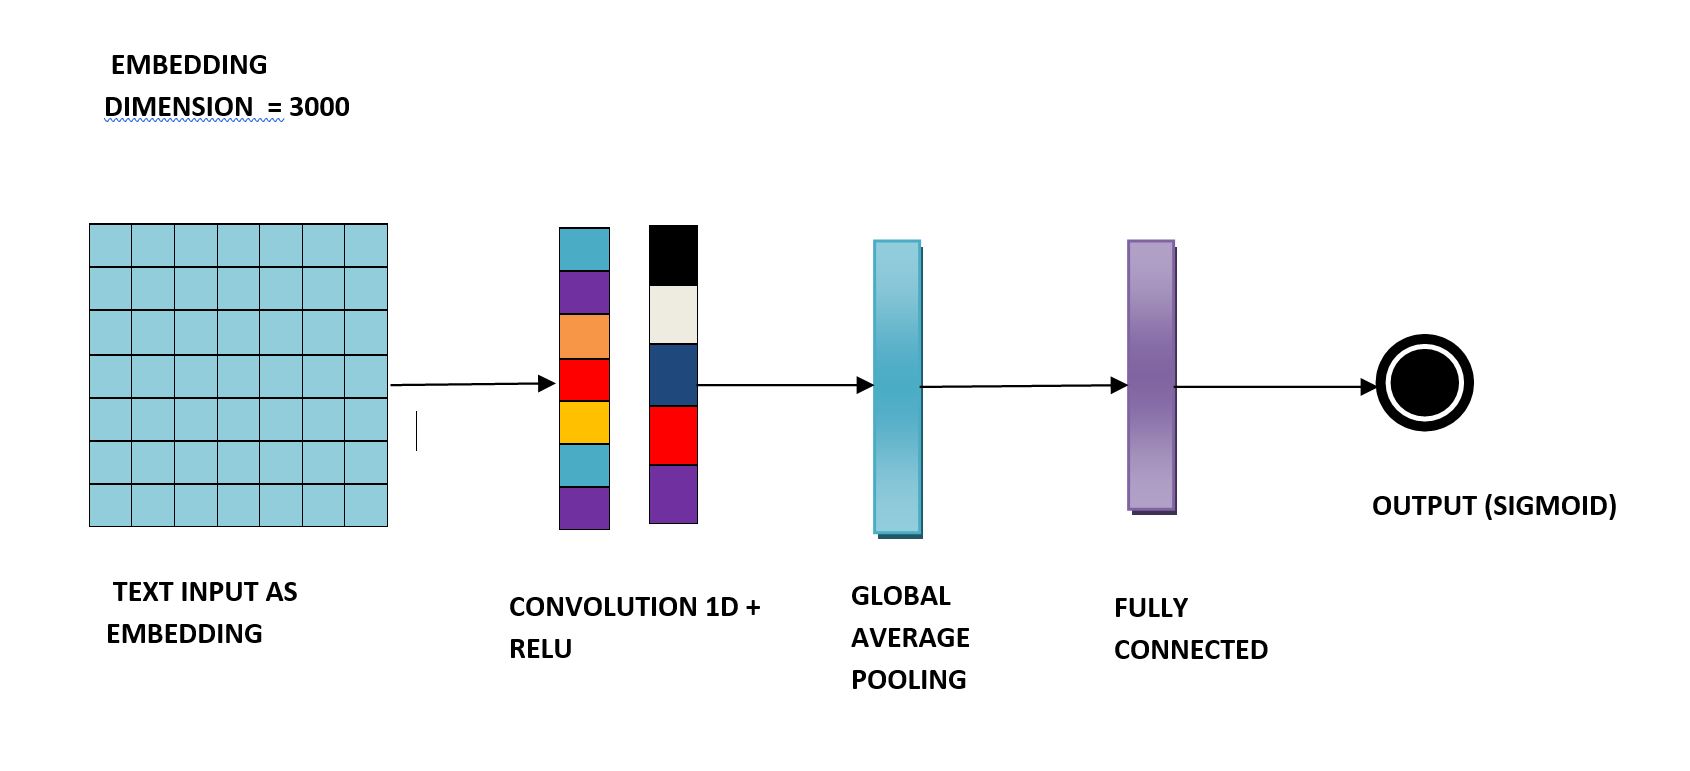 EMBEDDING
DIMENSION = 3000
TEXT INPUT AS
EMBEDDING
CONVOLUTION 1D +
RELU
GLOBAL
AVERAGE
POOLING
FULLY
CONNECTED
OUTPUT (SIGMOID)